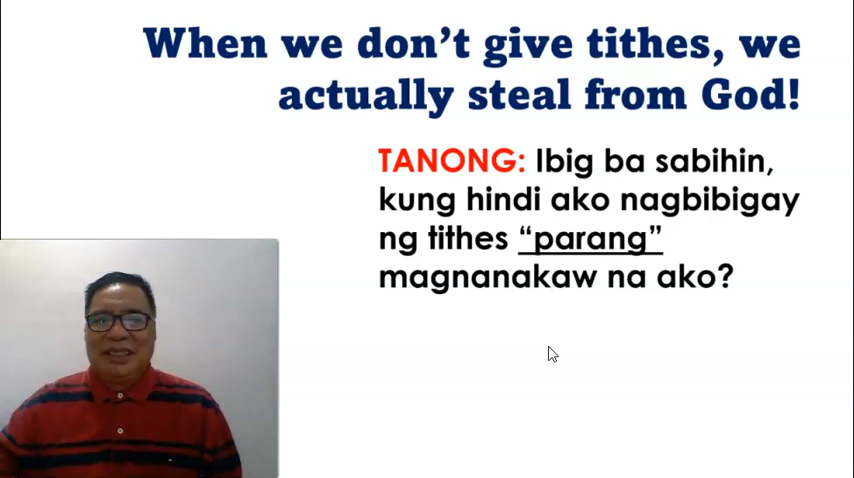 When we don’t give tithes, we
actually steal from God!
TANONG: Ibig ba sabihin,
kung hindi ako nagbibigay
ng tithes “parang”
magnanakaw na ako?